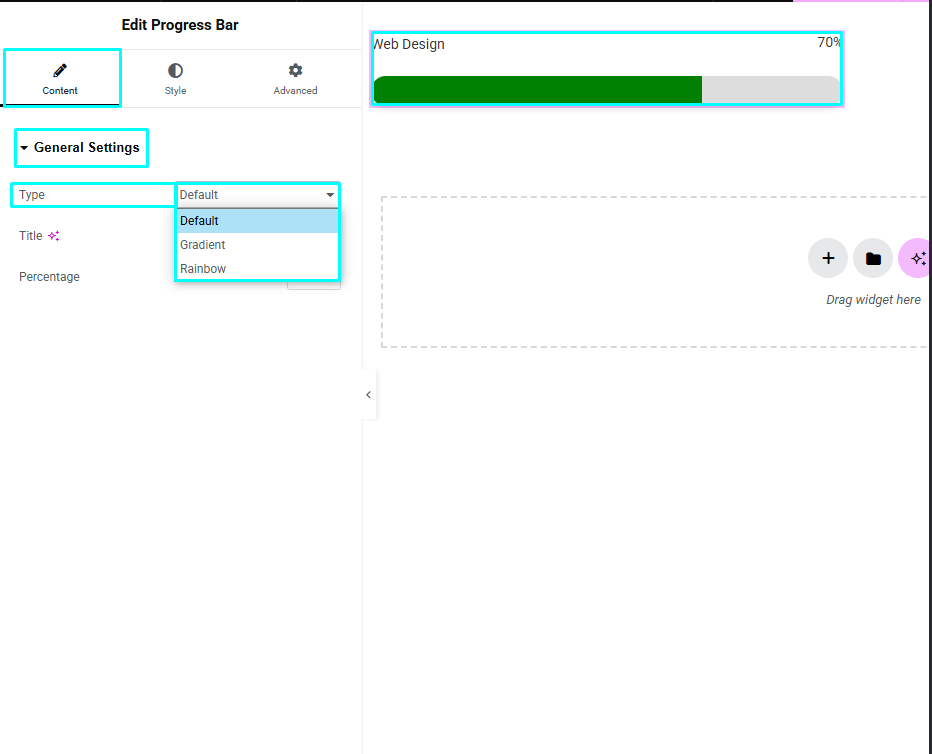 Edit Progress Bar
Content
Style
Advanced
General Settings
Type
Default
Default
Gradient
Rainbow
Title
Percentage
Web Design
70%
Drag widget here